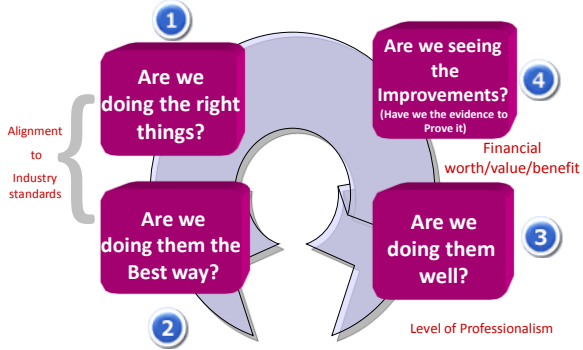 1
Are we
doing the right
things?
Alignment
to
Industry
standards
2
Are we
doing them the
Best way?
3
Are we
doing them
well?
Level of Professionalism
4
Are we seeing
the
Improvements?
(Have we the evidence to
Prove it)
Financial
worth/value/benefit